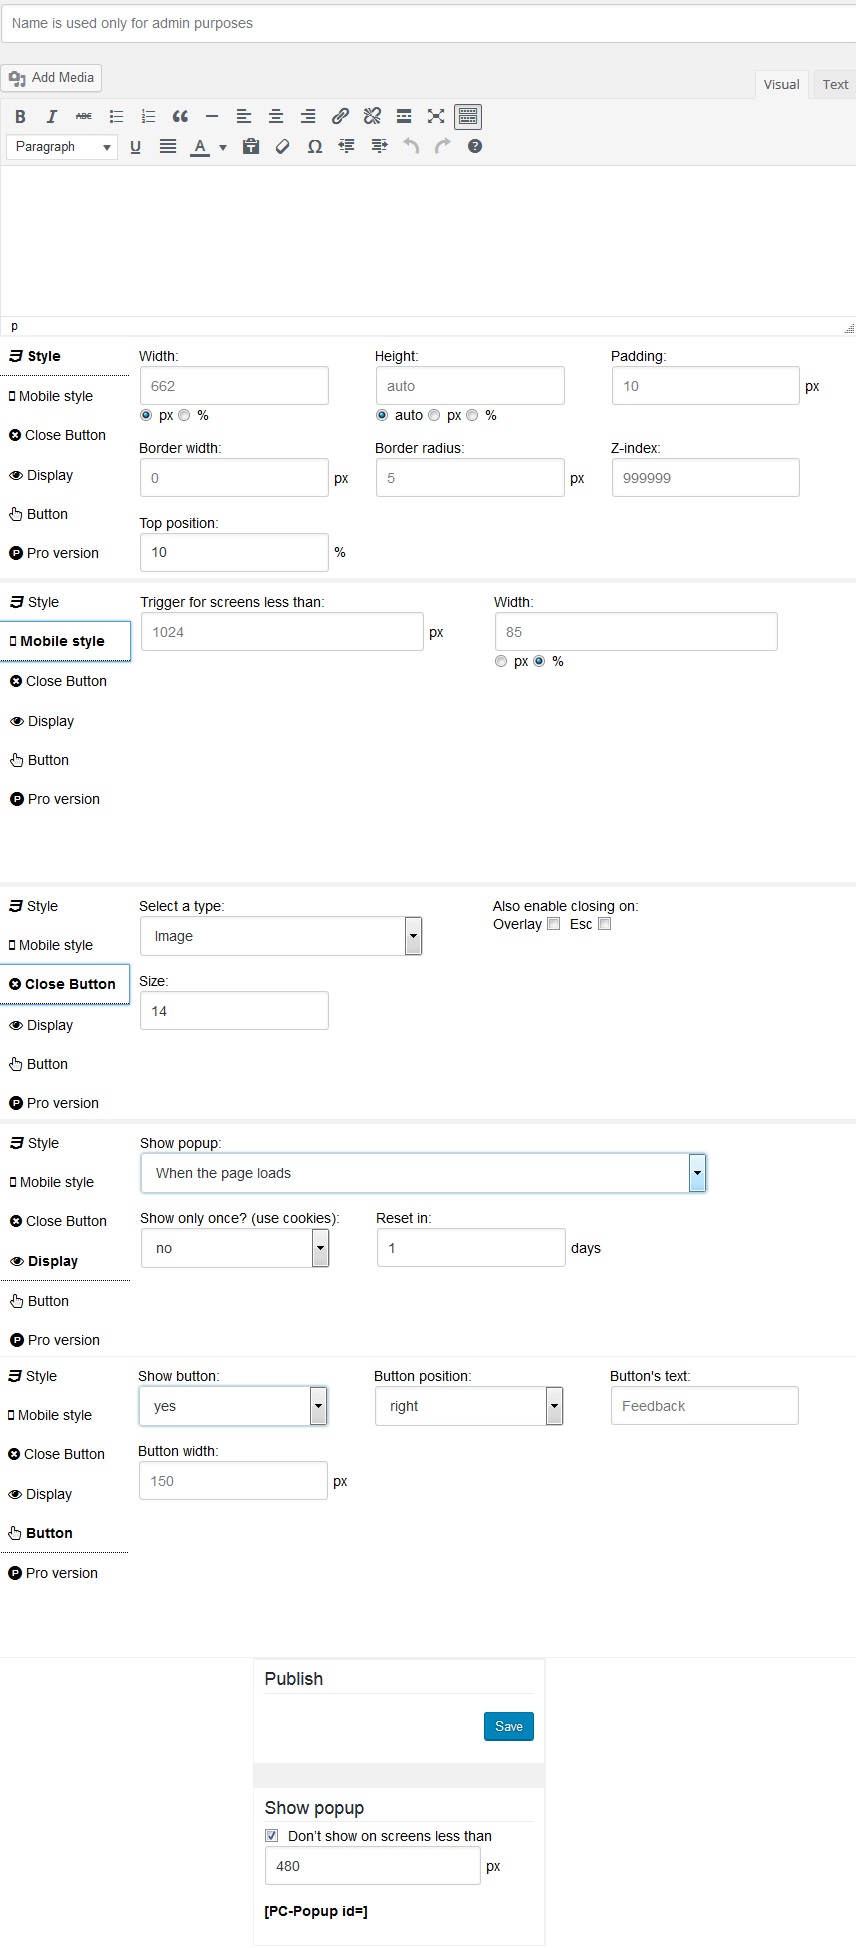 Name is used only for admin purposes
Add Media
Visual Text
B I ABC
Paragraph U A Ω
p
Style
Width: Height: Padding:
662 auto 10 px
Mobile style
px % auto px %
Close Button
Border width: Border radius: Z-index:
Display
0 px 5 px 999999
Button
Top position:
Pro version
10 %
Style
Trigger for screens less than: Width:
1024 px 85
Mobile style
px %
Close Button
Display
Button
Pro version
Style
Select a type: Also enable closing on:
Overlay Esc
Mobile style
Image
Close Button
Size:
14
Display
Button
Pro version
Style
Show popup:
Mobile style
When the page loads
Close Button
Show only once? (use cookies): Reset in:
Display
no 1 days
Button
Pro version
Style
Show button: Button position: Button's text:
Mobile style
yes right Feedback
Close Button
Button width:
Display
150 px
Button
Pro version
Publish
Save
Show popup
Don't show on screens less than
480 px
[PC-Popup id=]